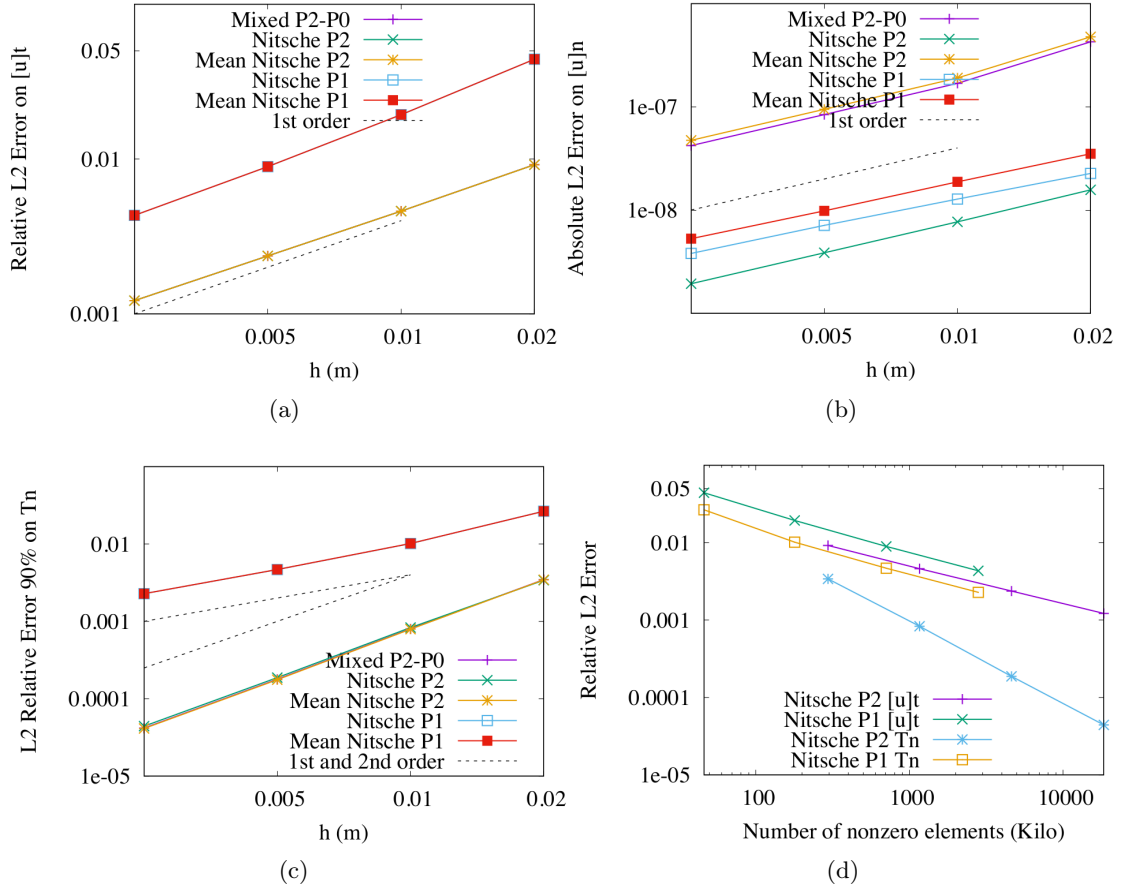 Relative L2 Error on [u]t
0.05
0.01
0.001
Mixed P2-P0
Nitsche P2
Mean Nitsche P2
Nitsche P1
Mean Nitsche P1
1st order
0.005
0.01
0.02
h (m)
(a)
Absolute L2 Error on [u]n
1e-07
1e-08
Mixed P2-P0
Nitsche P2
Mean Nitsche P2
Nitsche P1
Mean Nitsche P1
1st order
0.005
0.01
0.02
h (m)
(b)
L2 Relative Error 90% on Tn
0.01
0.001
0.0001
1e-05
Mixed P2-P0
Nitsche P2
Mean Nitsche P2
Nitsche P1
Mean Nitsche P1
1st and 2nd order
0.005
0.01
0.02
h (m)
(c)
Relative L2 Error
0.05
0.01
0.001
0.0001
1e-05
Nitsche P2 [u]t
Nitsche P1 [u]t
Nitsche P2 Tn
Nitsche P1 Tn
100
1000
10000
Number of nonzero elements (Kilo)
(d)